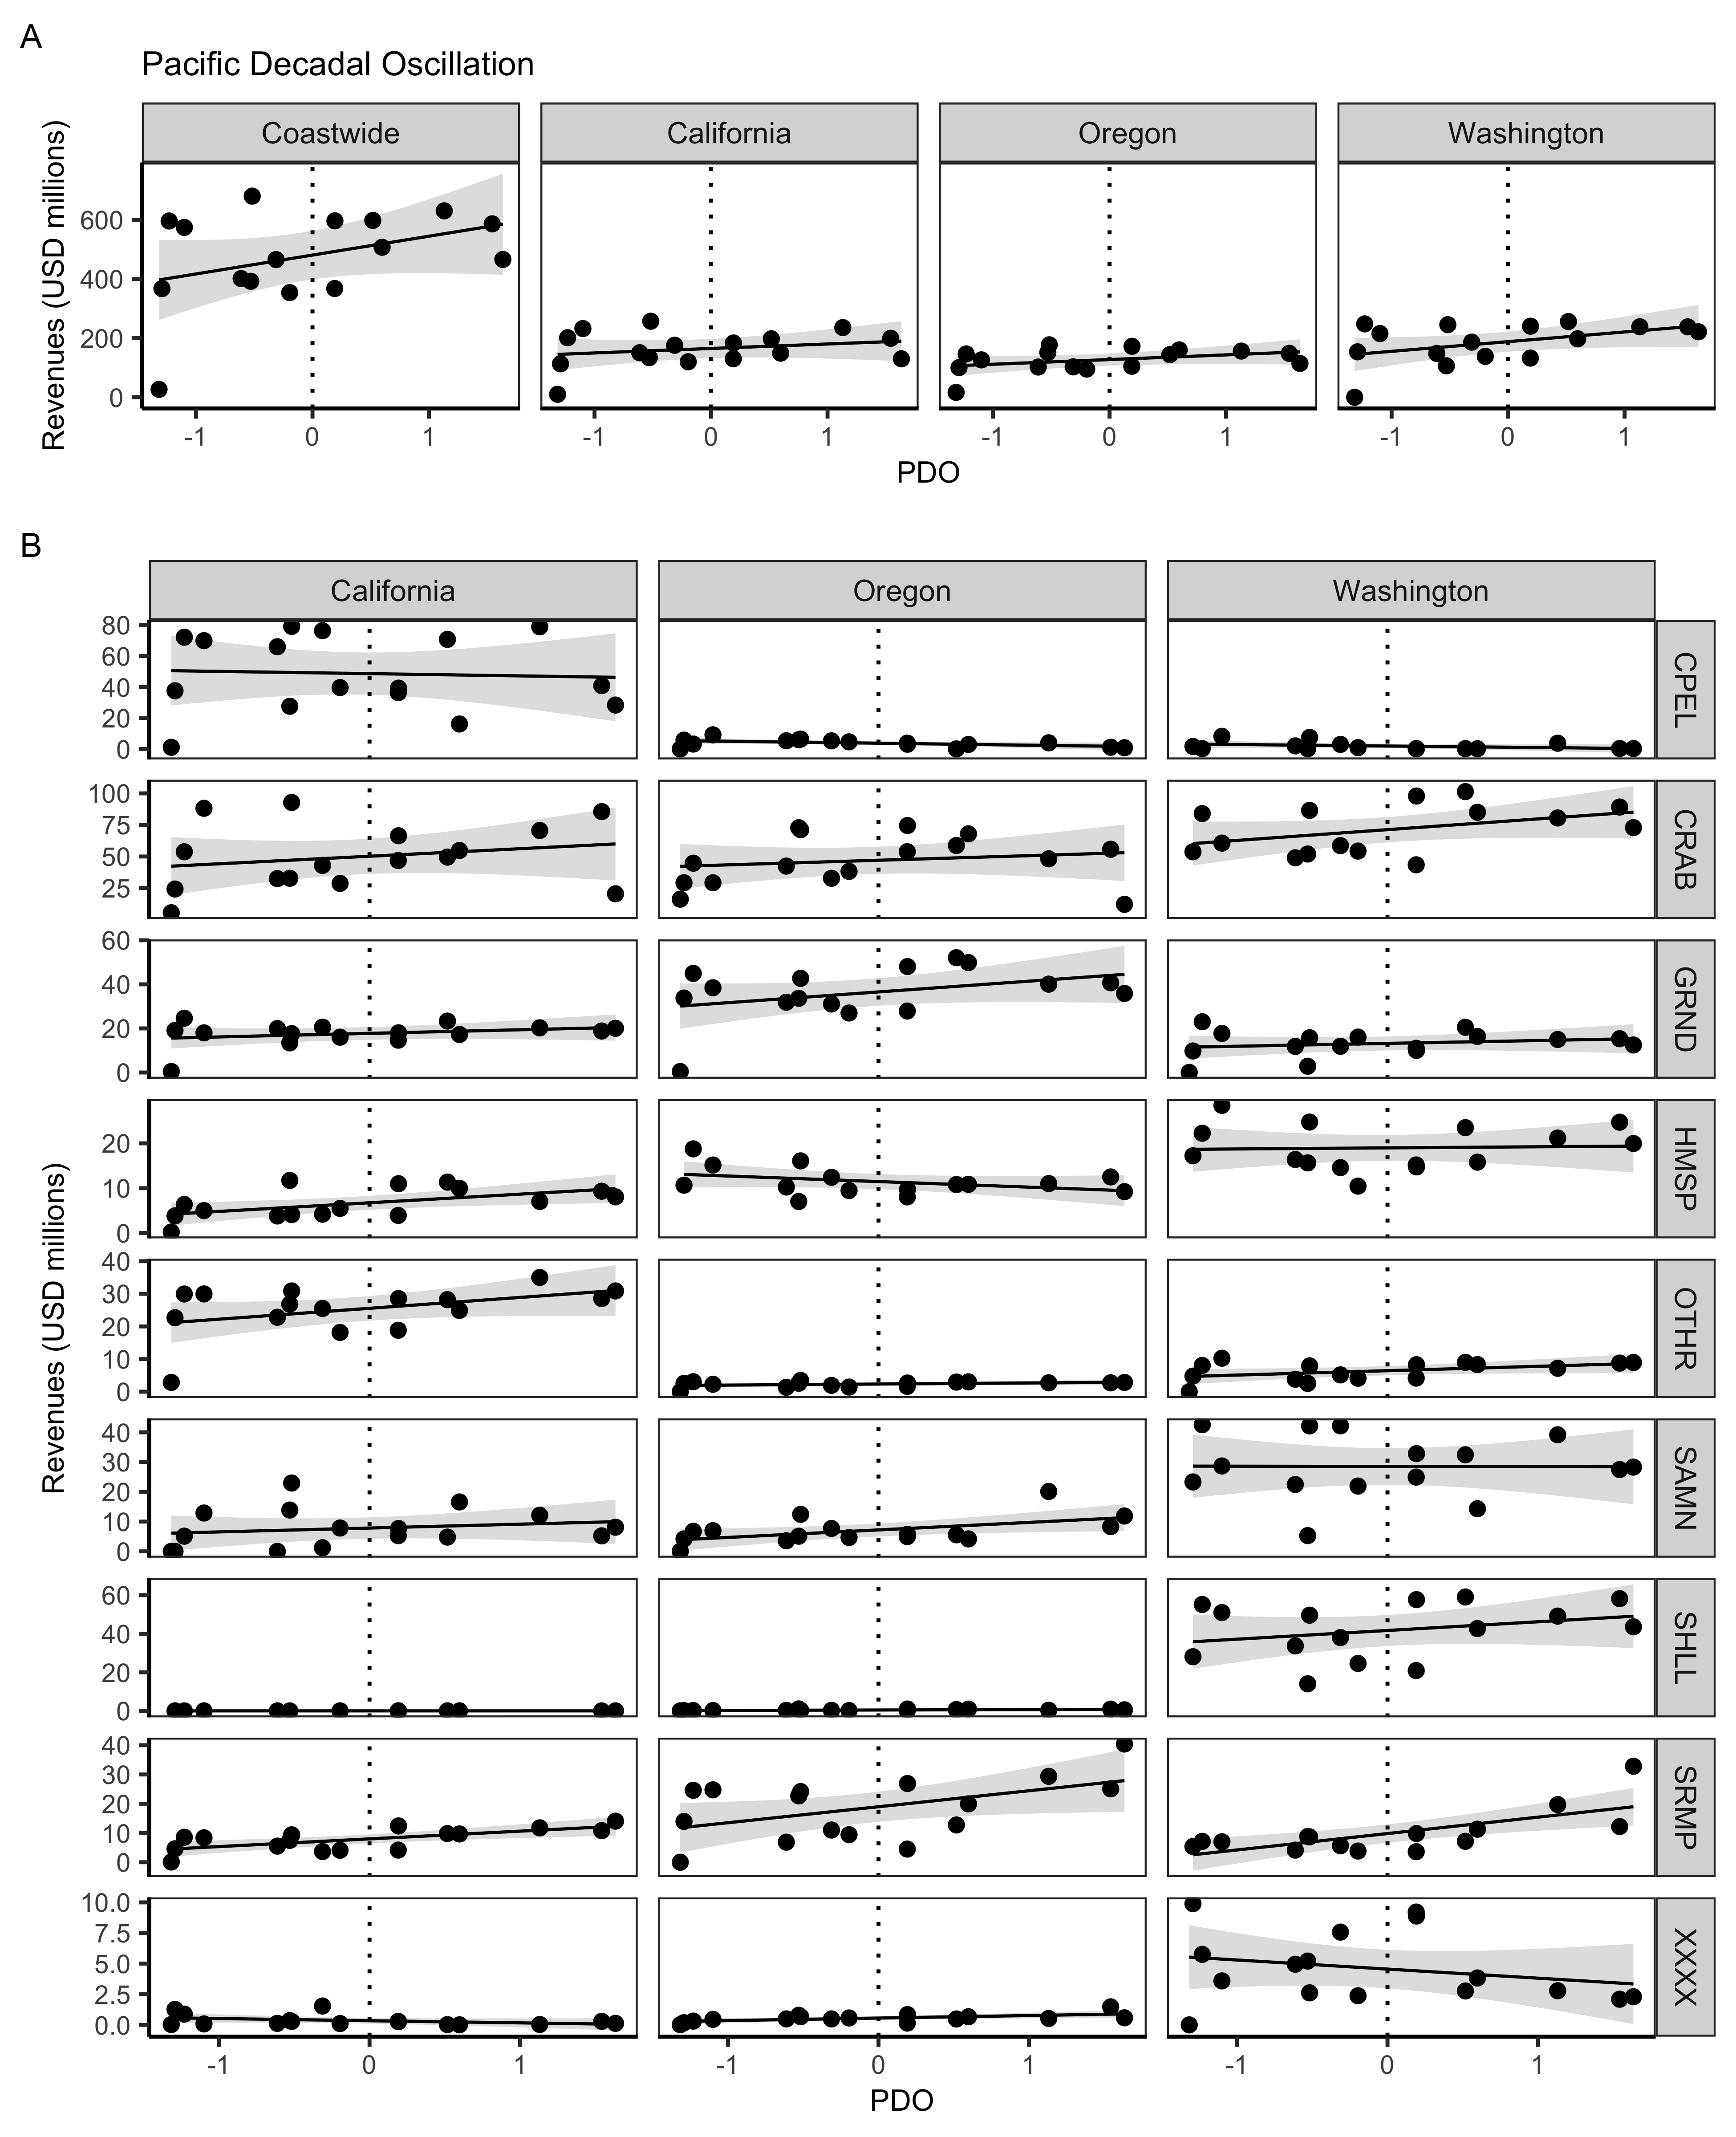 A
Pacific Decadal Oscillation
Coastwide California Oregon Washington
Revenues (USD millions)
600
400
200
0
-1 0 1 -1 0 1 -1 0 1 -1 0 1
PDO
B
California Oregon Washington
Revenues (USD millions)
80
60
40
20
0
CPEL
100
75
50
25
CRAB
60
40
20
0
GRND
20
10
0
HMSP
40
30
20
10
0
OTHR
40
30
20
10
0
SAMN
60
40
20
0
SHLL
40
30
20
10
0
SRMP
10.0
7.5
5.0
2.5
0.0
XXXX
-1 0 1 -1 0 1 -1 0 1
PDO